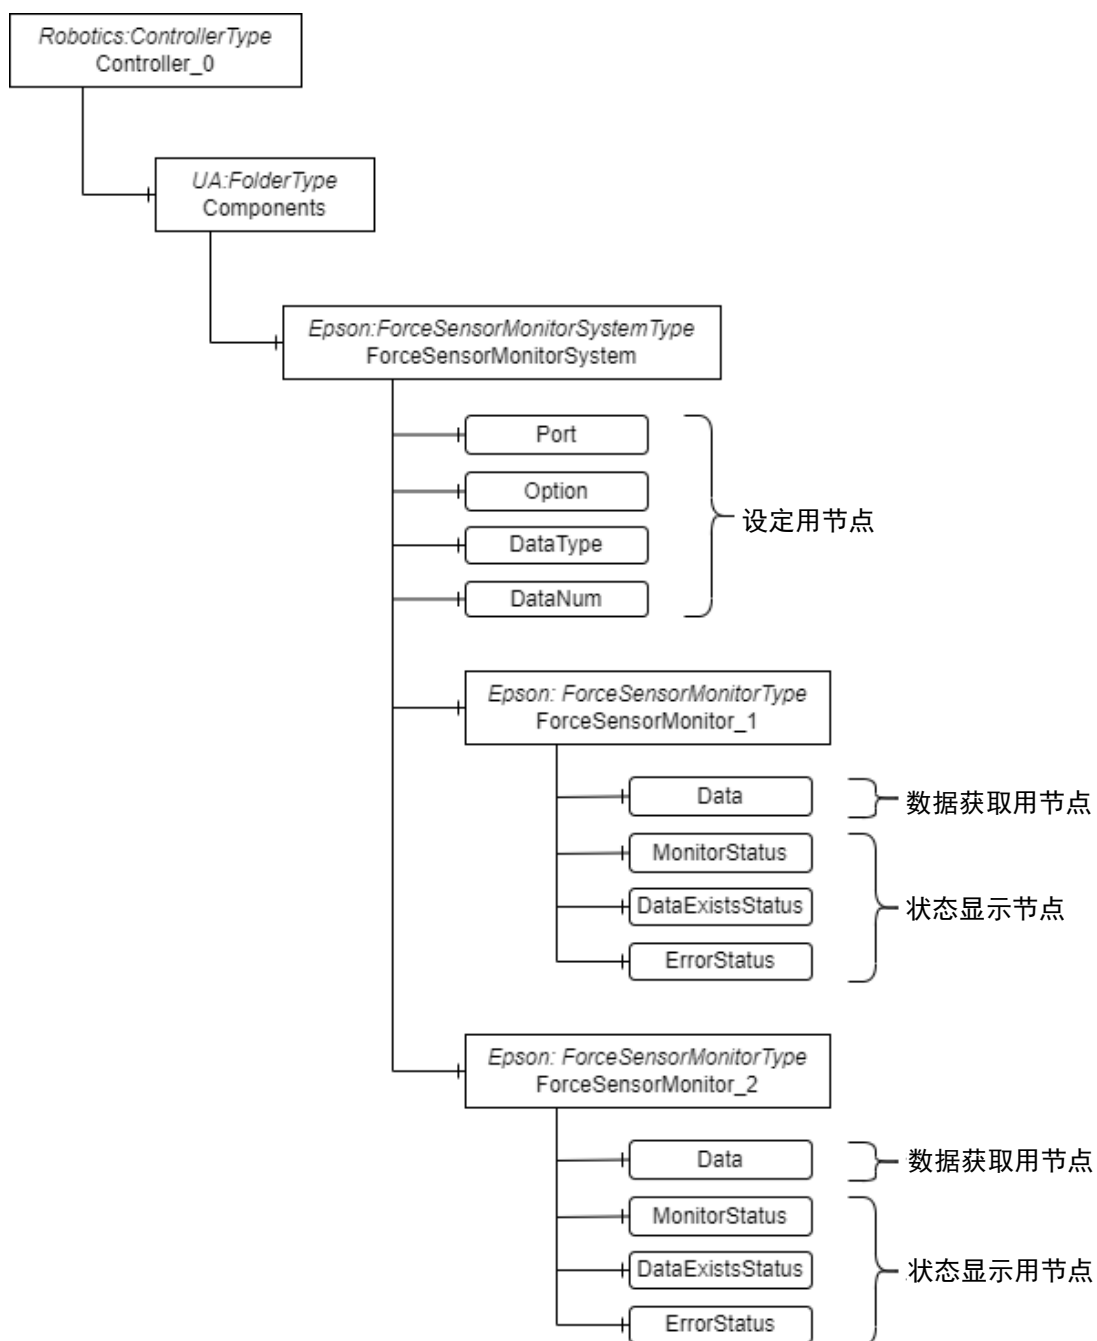 Robotics:ControllerType
Controller_0
UA:FolderType
Components
Epson:ForceSensorMonitorSystemType
ForceSensorMonitorSystem
Port
Option
设定用节点
DataType
DataNum
Epson: ForceSensorMonitorType
ForceSensorMonitor_1
Data
数据获取用节点
MonitorStatus
DataExistsStatus
状态显示节点
ErrorStatus
Epson: ForceSensorMonitorType
ForceSensorMonitor_2
Data
数据获取用节点
MonitorStatus
DataExistsStatus
状态显示用节点
ErrorStatus